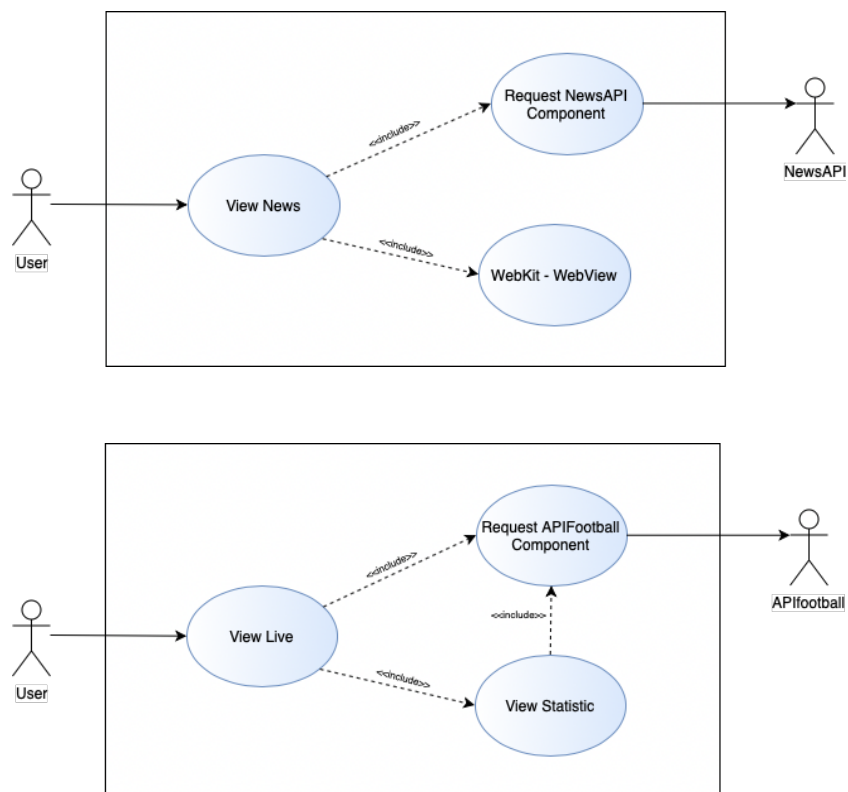 Request NewsAPI
Component
<<include>>
NewsAPI
View News
User
<<include>>
WebKit - WebView
Request APIFootball
Component
<<include>>
APIfootball
<<include>>
View Live
User
<<include>>
View Statistic